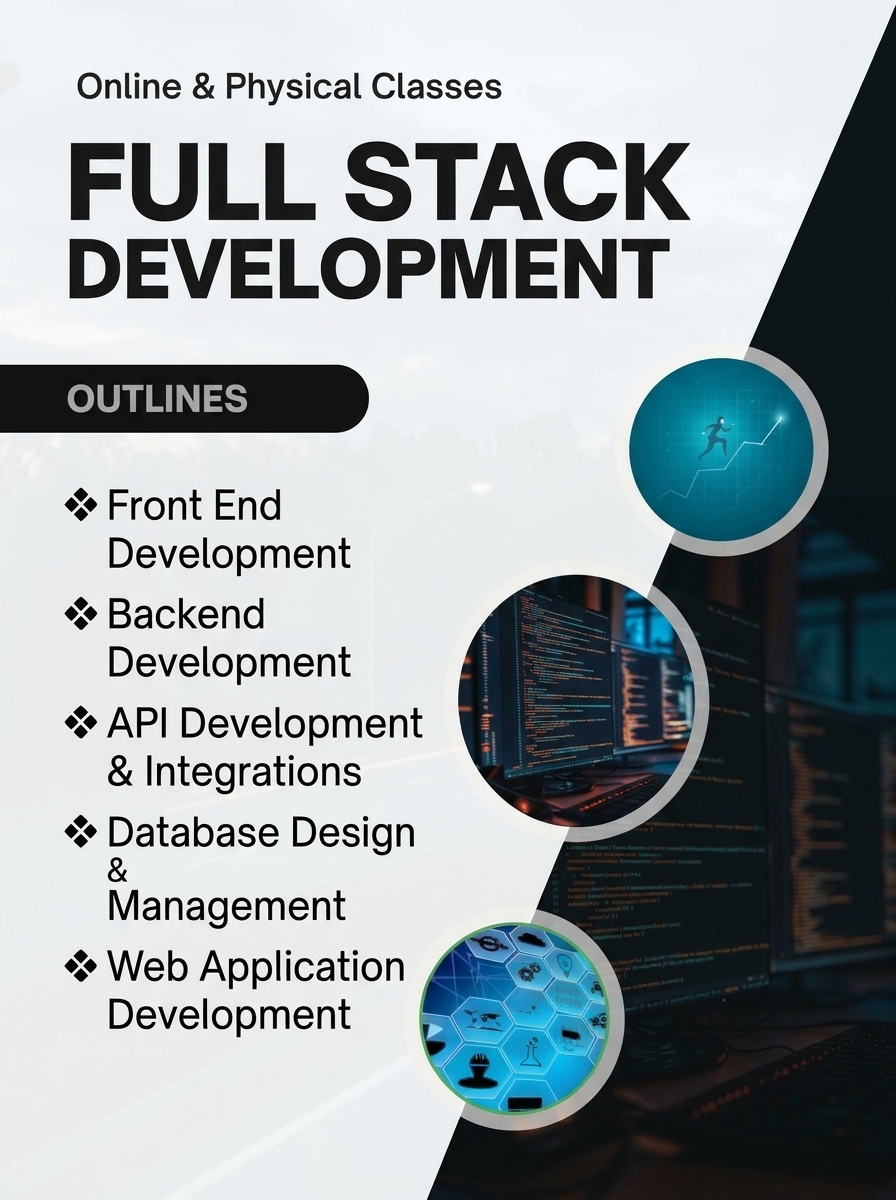 Online & Physical Classes
FULL STACK
DEVELOPMENT
OUTLINES
❖ Front End
Development
❖ Backend
Development
❖ API Development
& Integrations
❖ Database Design
&
Management
❖ Web Application
Development